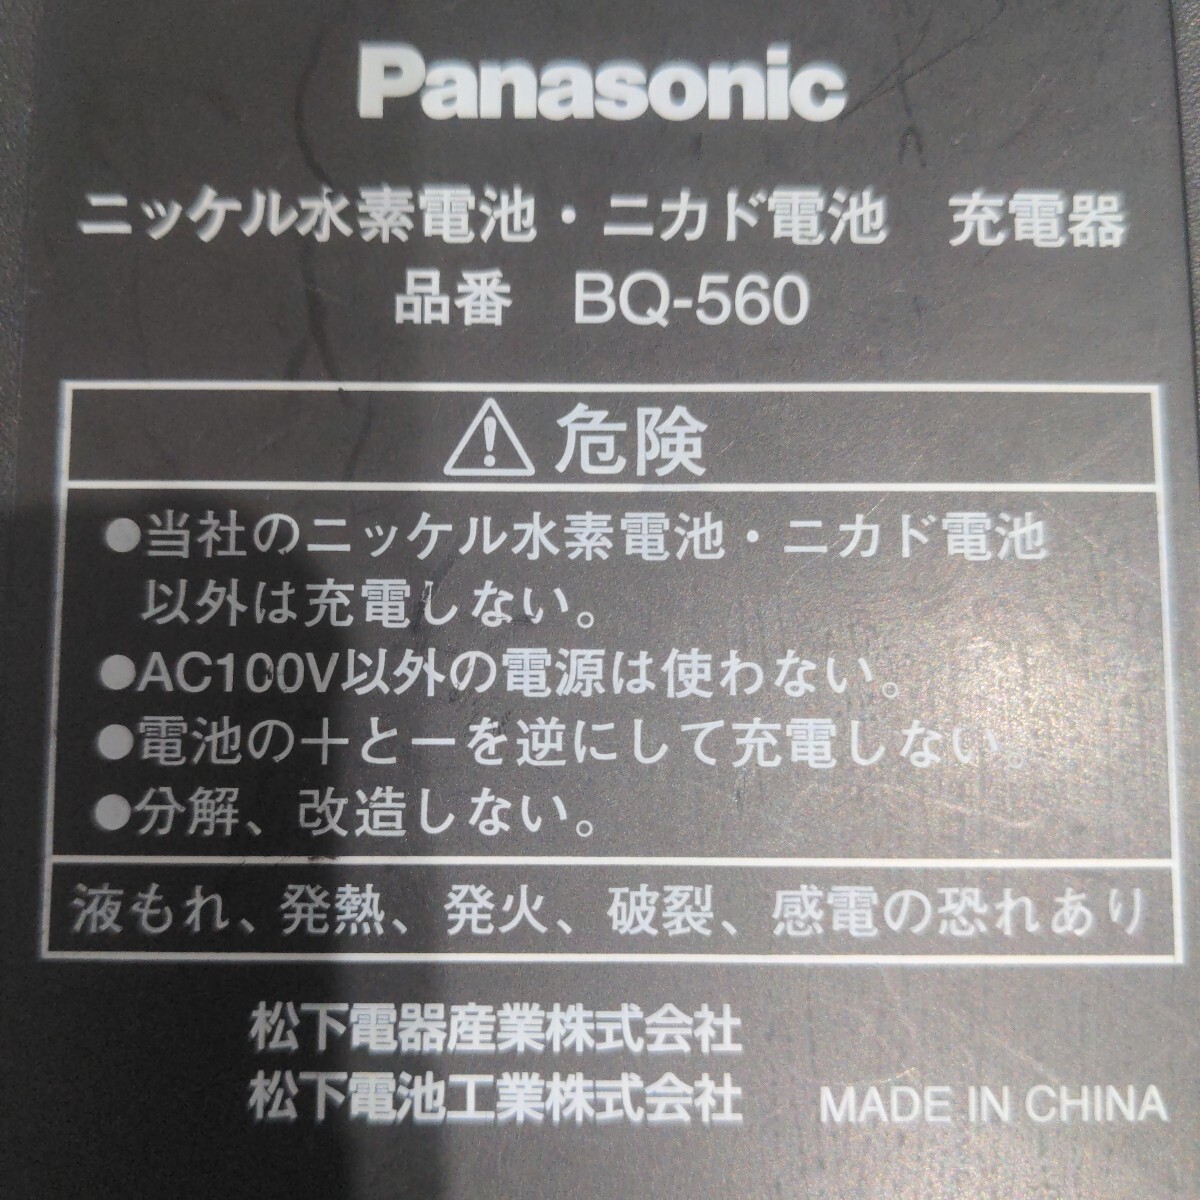 Panasonic
ニッケル水素電池・ニカド電池　充電器
品番　BQ-560
⚠危険
●当社のニッケル水素電池・ニカド電池
以外は充電しない。
●AC100V以外の電源は使わない。
●電池の＋と－を逆にして充電しない。
●分解、改造しない。
液もれ、発熱、発火、破裂、感電の恐れあり
松下電器産業株式会社
松下電池工業株式会社　MADE IN CHINA